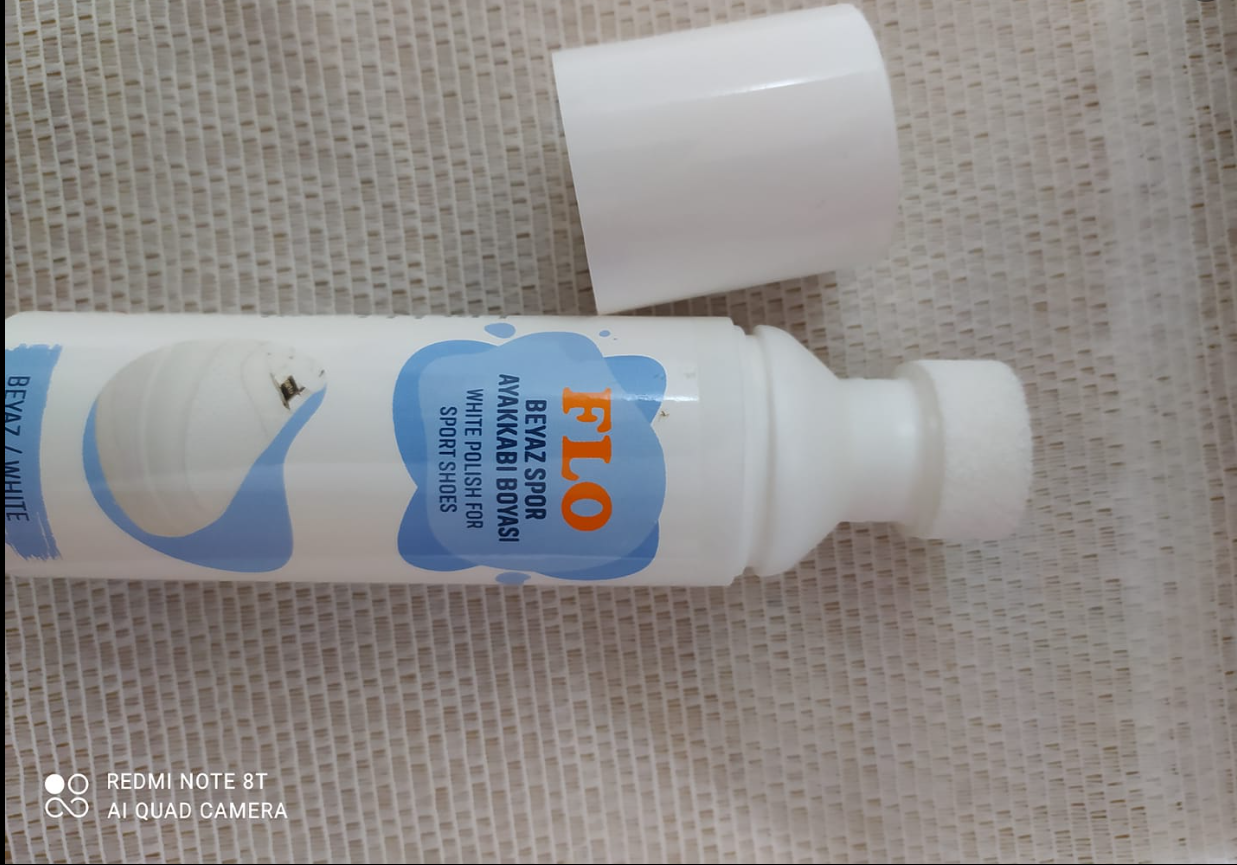 FLO
BEYAZ SPOR
AYAKKABI BOYASI
WHITE POLISH FOR
SPORT SHOES
BEYAZ / WHITE
REDMI NOTE 8T
AI QUAD CAMERA